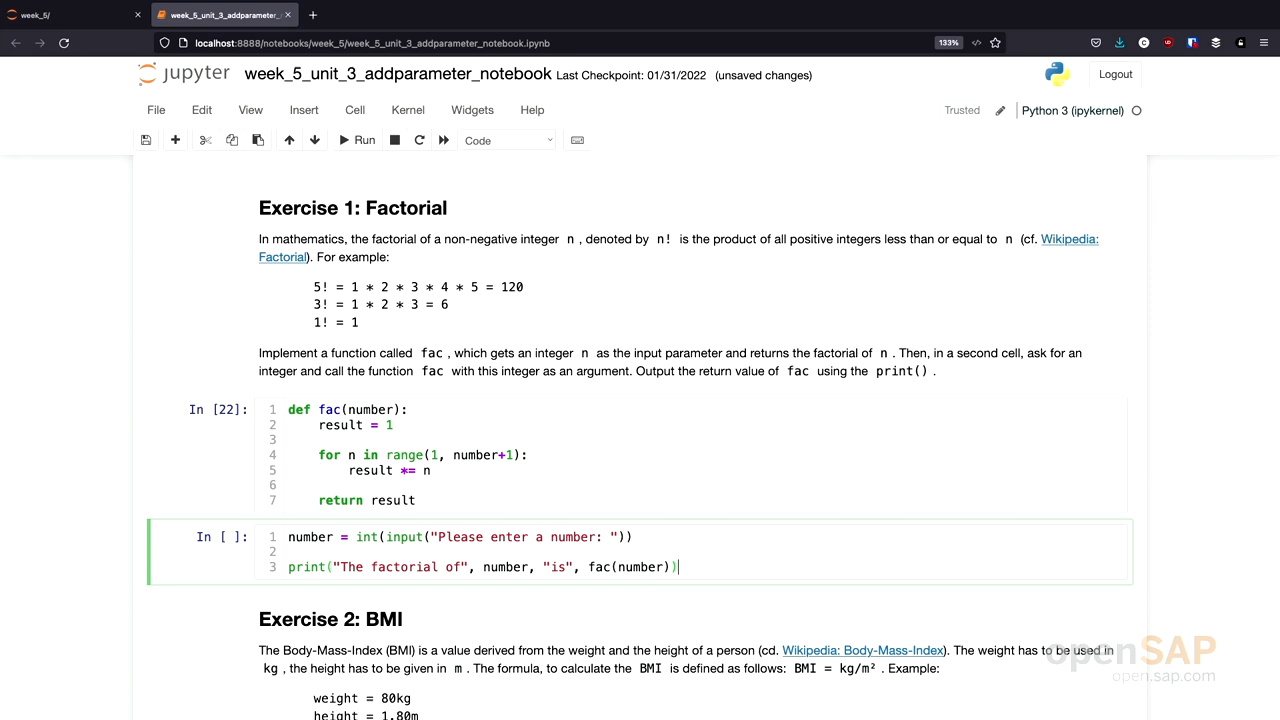 week_5/
week_5_unit_3_addparameter_
localhost:8888/notebooks/week_5/week_5_unit_3_addparameter_notebook.ipynb
133%
jupyter week_5_unit_3_addparameter_notebook Last Checkpoint: 01/31/2022 (unsaved changes)
Logout
File Edit View Insert Cell Kernel Widgets Help
Trusted Python 3 (ipykernel)
Run Code
Exercise 1: Factorial
In mathematics, the factorial of a non-negative integer n , denoted by n! is the product of all positive integers less than or equal to n (cf. Wikipedia:
Factorial). For example:
5! = 1 * 2 * 3 * 4 * 5 = 120
3! = 1 * 2 * 3 = 6
1! = 1
Implement a function called fac , which gets an integer n as the input parameter and returns the factorial of n . Then, in a second cell, ask for an
integer and call the function fac with this integer as an argument. Output the return value of fac using the print() .
In [22]:
1 def fac(number):
2 result = 1
3
4 for n in range(1, number+1):
5 result *= n
6
7 return result
In [ ]:
1 number = int(input("Please enter a number: "))
2
3 print("The factorial of", number, "is", fac(number))
Exercise 2: BMI
The Body-Mass-Index (BMI) is a value derived from the weight and the height of a person (cd. Wikipedia: Body-Mass-Index). The weight has to be used in
kg , the height has to be given in m . The formula, to calculate the BMI is defined as follows: BMI = kg/m² . Example:
weight = 80kg
height = 1.80m
openSAP
open.sap.com